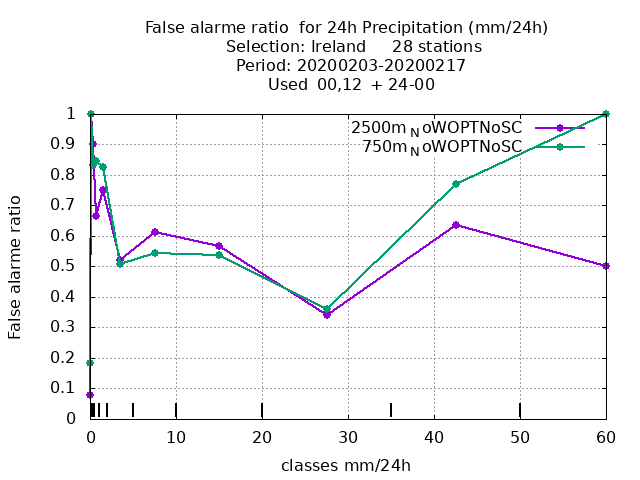 False alarme ratio  for 24h Precipitation (mm/24h)
Selection: Ireland     28 stations
Period: 20200203-20200217
Used  00,12  + 24-00
2500m_NoWOPTNoSC
750m_NoWOPTNoSC
False alarme ratio
1
0.9
0.8
0.7
0.6
0.5
0.4
0.3
0.2
0.1
0
0 10 20 30 40 50 60
classes mm/24h